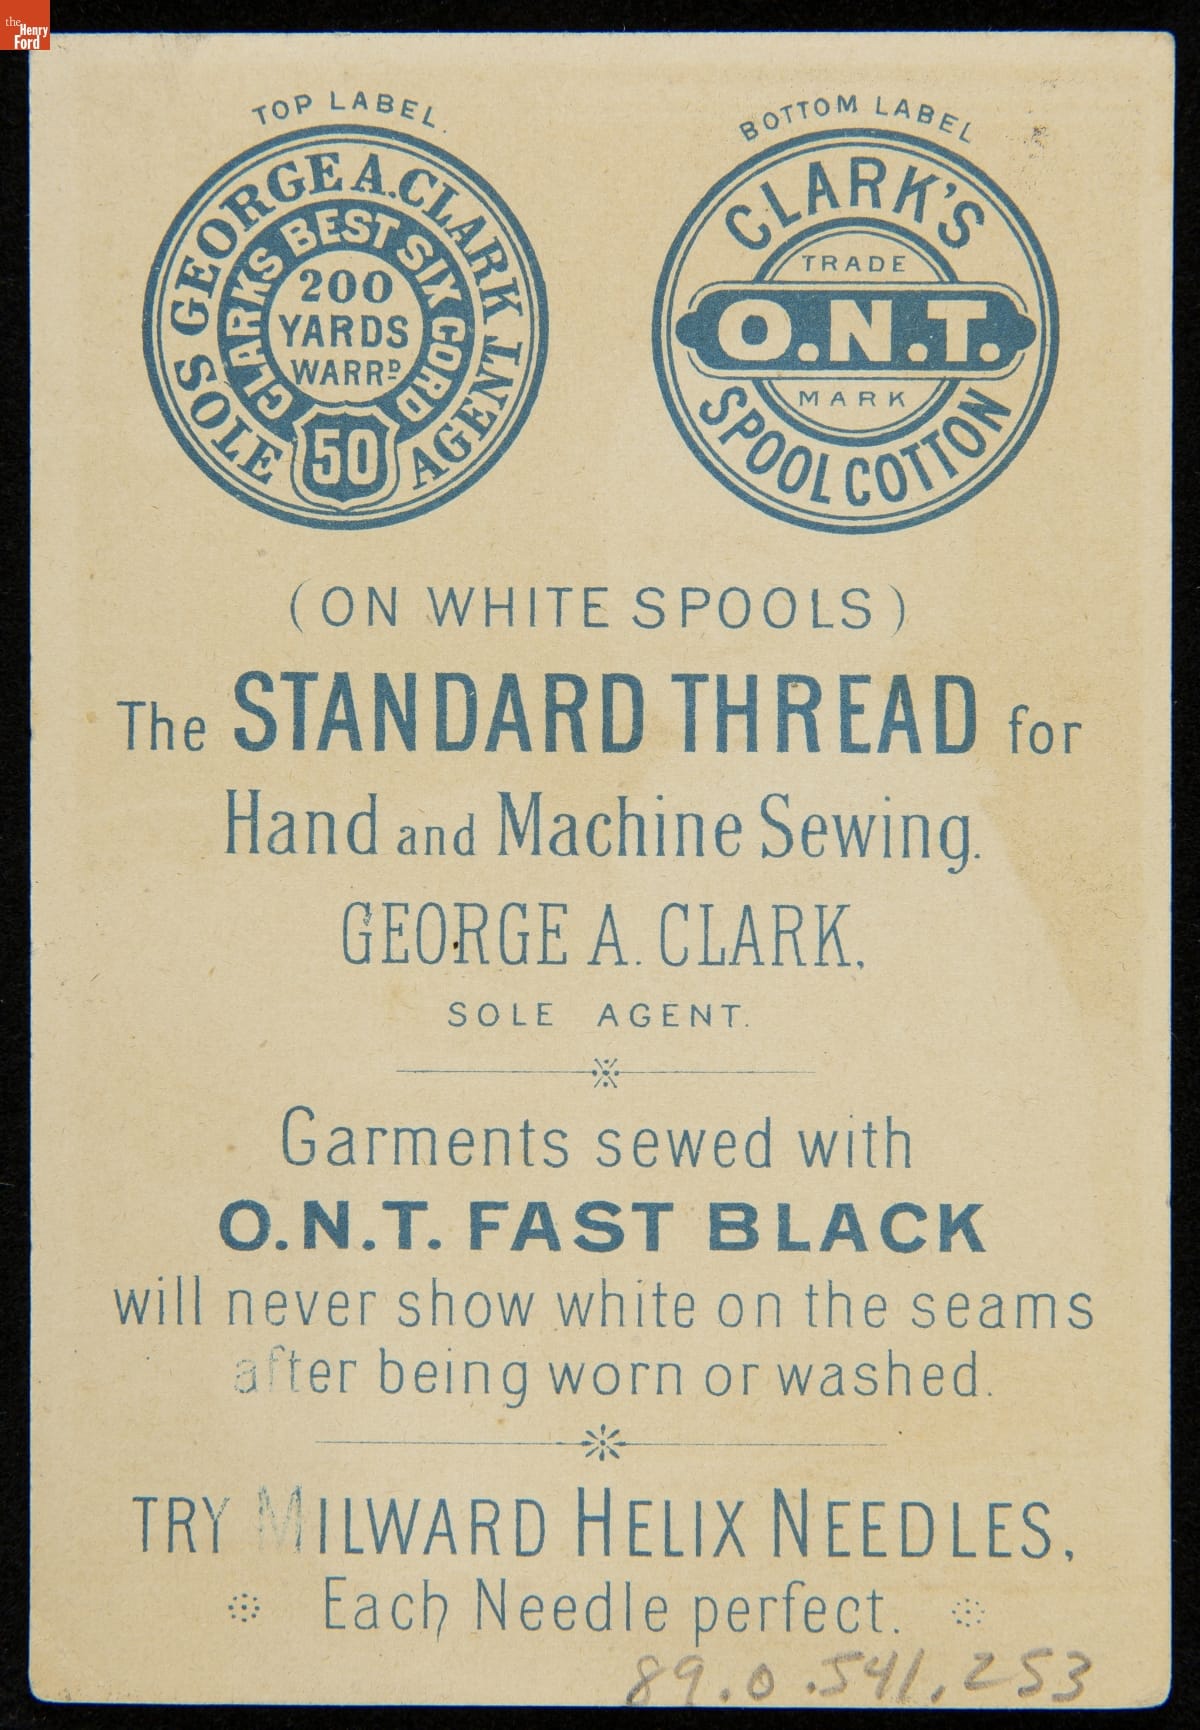 the
Henry
Ford
TOP LABEL.
GEORGE A. CLARK
SOLE AGENT
CLARKS BEST SIX CORD
200
YARDS
WARRD
50
BOTTOM LABEL
CLARK'S
TRADE
O.N.T.
MARK
SPOOL COTTON
(ON WHITE SPOOLS)
The STANDARD THREAD for
Hand and Machine Sewing.
GEORGE A. CLARK,
SOLE AGENT.
Garments sewed with
O.N.T. FAST BLACK
will never show white on the seams
after being worn or washed.
TRY MILWARD HELIX NEEDLES,
Each Needle perfect.
89.0.541.253